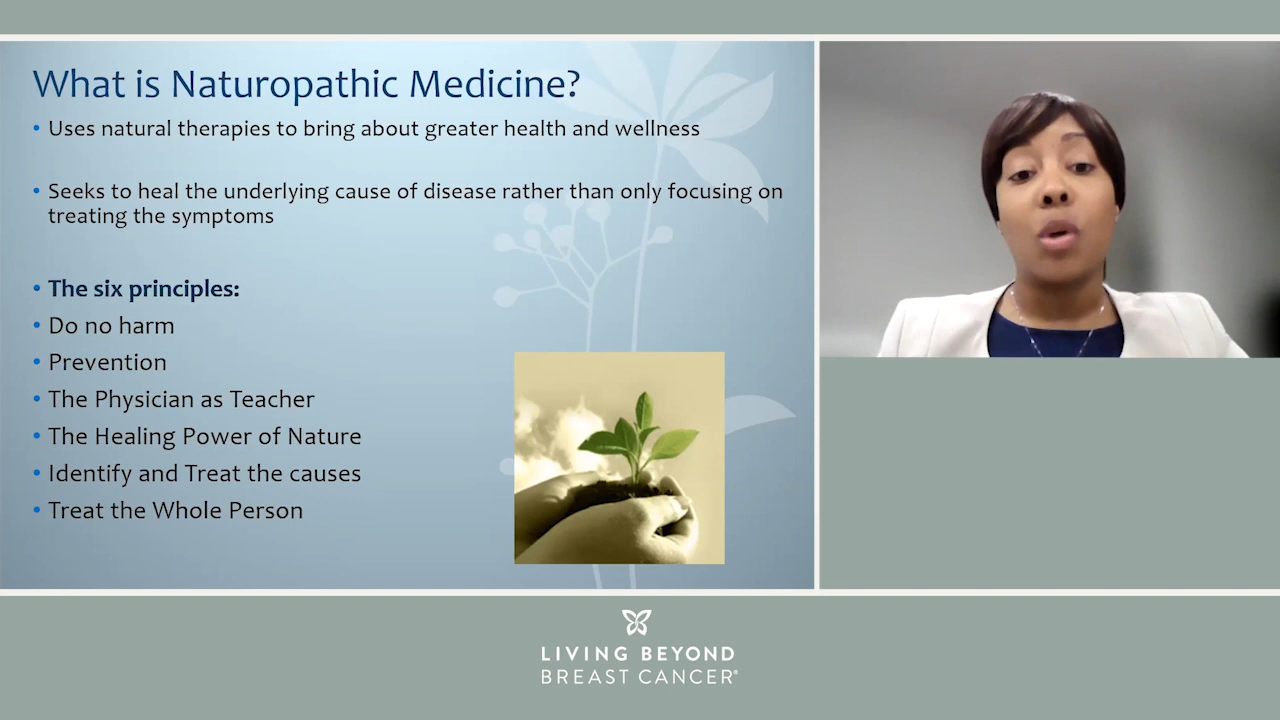 What is Naturopathic Medicine?
• Uses natural therapies to bring about greater health and wellness
• Seeks to heal the underlying cause of disease rather than only focusing on
treating the symptoms
• The six principles:
• Do no harm
• Prevention
• The Physician as Teacher
• The Healing Power of Nature
• Identify and Treat the causes
• Treat the Whole Person
LIVING BEYOND
BREAST CANCER®